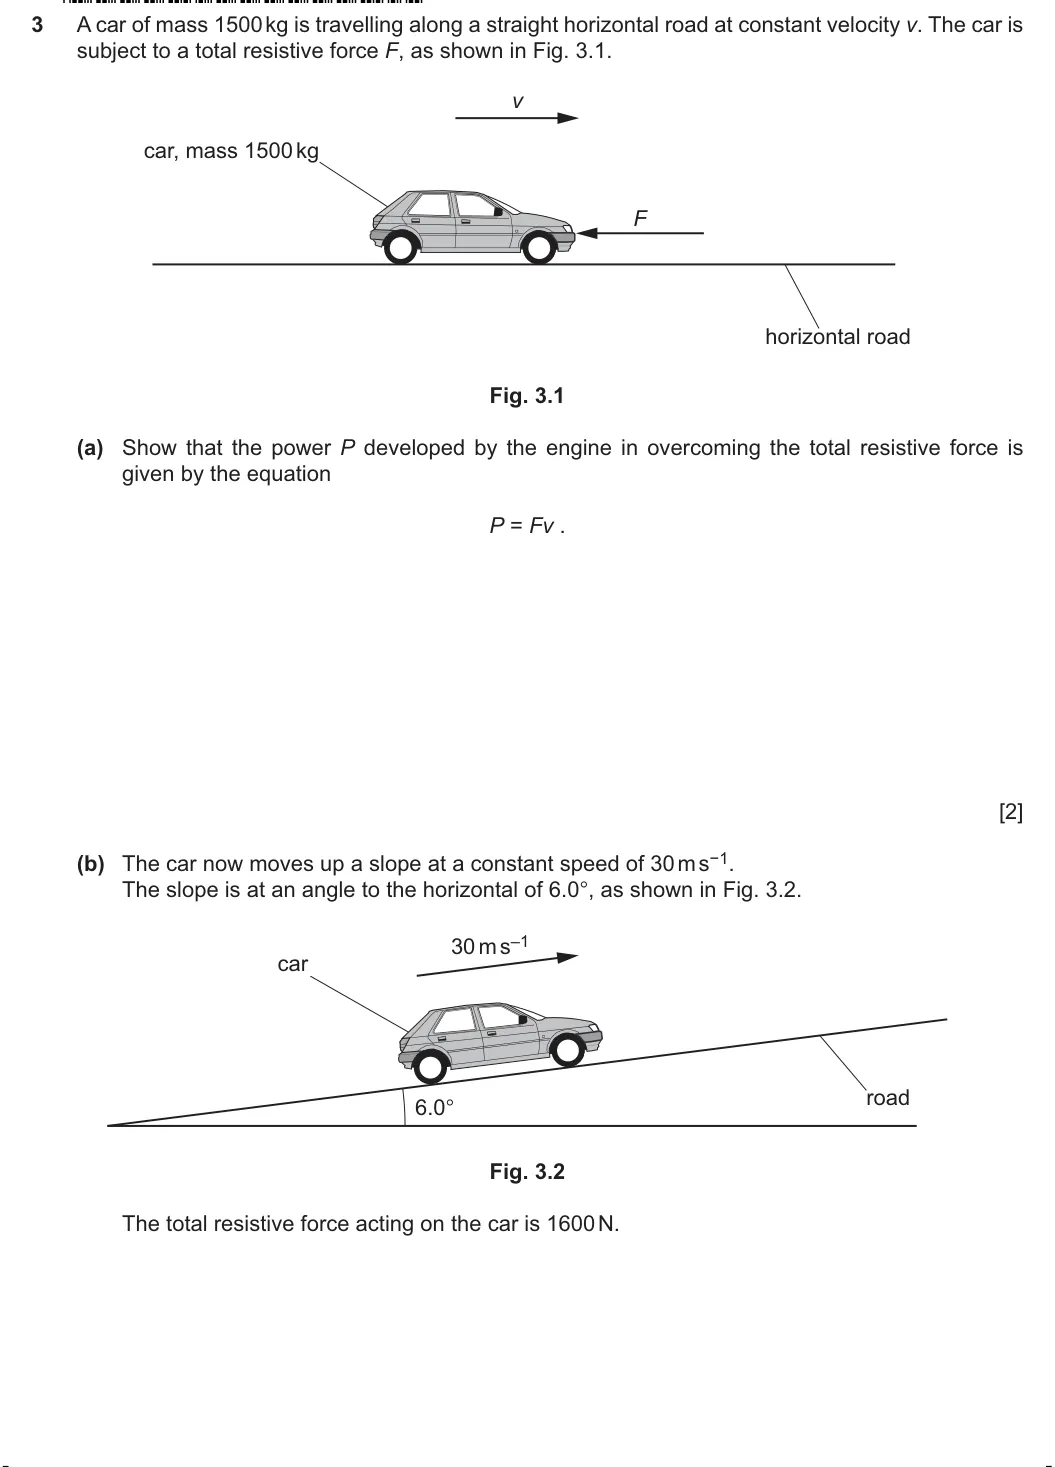 3 A car of mass 1500 kg is travelling along a straight horizontal road at constant velocity v. The car is
subject to a total resistive force F, as shown in Fig. 3.1.
v
car, mass 1500 kg
F
horizontal road
Fig. 3.1
(a) Show that the power P developed by the engine in overcoming the total resistive force is
given by the equation
P = Fv .
[2]
(b) The car now moves up a slope at a constant speed of 30 m s⁻¹.
The slope is at an angle to the horizontal of 6.0°, as shown in Fig. 3.2.
30 m s⁻¹
car
road
6.0°
Fig. 3.2
The total resistive force acting on the car is 1600 N.